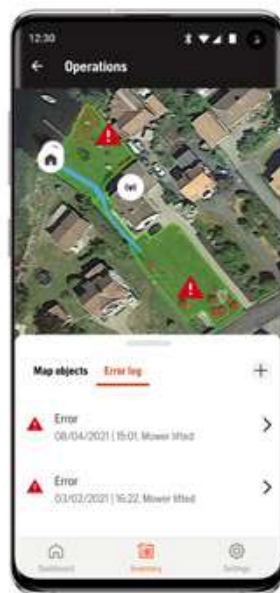 12:30
Operations
Map objects Error log
Error
08/04/2021 | 15:01, Mower lifted
Error
03/02/2021 | 16:22, Mower lifted
Dashboard Inventory Settings